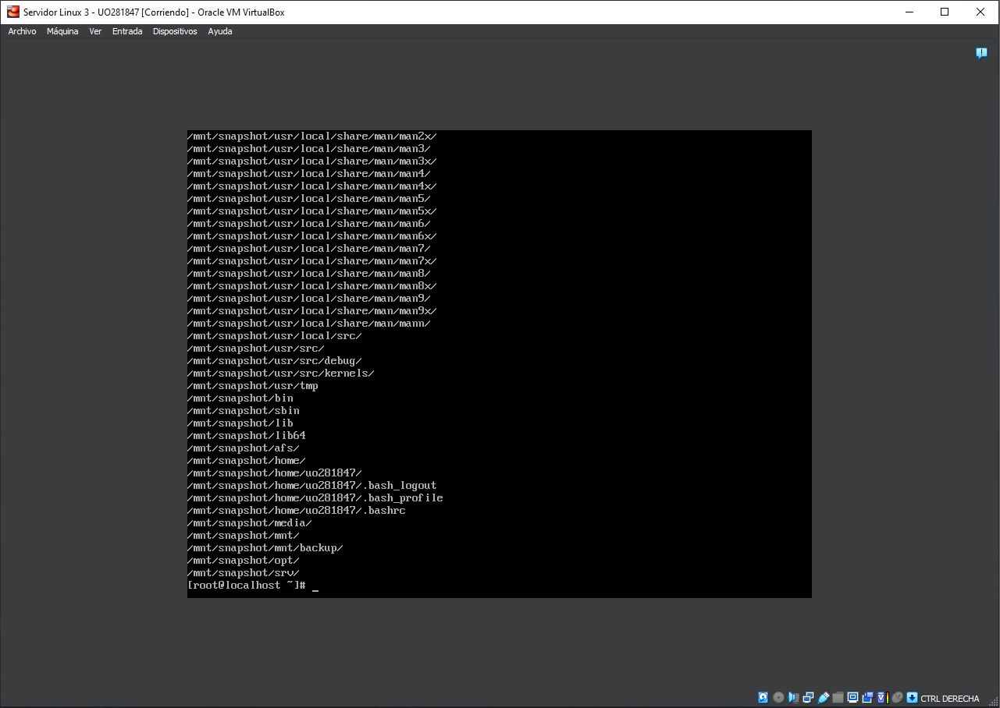 Servidor Linux 3 - UO281847 [Corriendo] - Oracle VM VirtualBox
Archivo Máquina Ver Entrada Dispositivos Ayuda
/mnt/snapshot/usr/local/share/man/man2x/
/mnt/snapshot/usr/local/share/man/man3/
/mnt/snapshot/usr/local/share/man/man3x/
/mnt/snapshot/usr/local/share/man/man4/
/mnt/snapshot/usr/local/share/man/man4x/
/mnt/snapshot/usr/local/share/man/man5/
/mnt/snapshot/usr/local/share/man/man5x/
/mnt/snapshot/usr/local/share/man/man6/
/mnt/snapshot/usr/local/share/man/man6x/
/mnt/snapshot/usr/local/share/man/man7/
/mnt/snapshot/usr/local/share/man/man7x/
/mnt/snapshot/usr/local/share/man/man8/
/mnt/snapshot/usr/local/share/man/man8x/
/mnt/snapshot/usr/local/share/man/man9/
/mnt/snapshot/usr/local/share/man/man9x/
/mnt/snapshot/usr/local/share/man/mann/
/mnt/snapshot/usr/local/src/
/mnt/snapshot/usr/src/
/mnt/snapshot/usr/src/debug/
/mnt/snapshot/usr/src/kernels/
/mnt/snapshot/usr/tmp
/mnt/snapshot/bin
/mnt/snapshot/sbin
/mnt/snapshot/lib
/mnt/snapshot/lib64
/mnt/snapshot/afs/
/mnt/snapshot/home/
/mnt/snapshot/home/uo281847/
/mnt/snapshot/home/uo281847/.bash_logout
/mnt/snapshot/home/uo281847/.bash_profile
/mnt/snapshot/home/uo281847/.bashrc
/mnt/snapshot/media/
/mnt/snapshot/mnt/
/mnt/snapshot/mnt/backup/
/mnt/snapshot/opt/
/mnt/snapshot/srv/
[root@localhost ~]# _
CTRL DERECHA